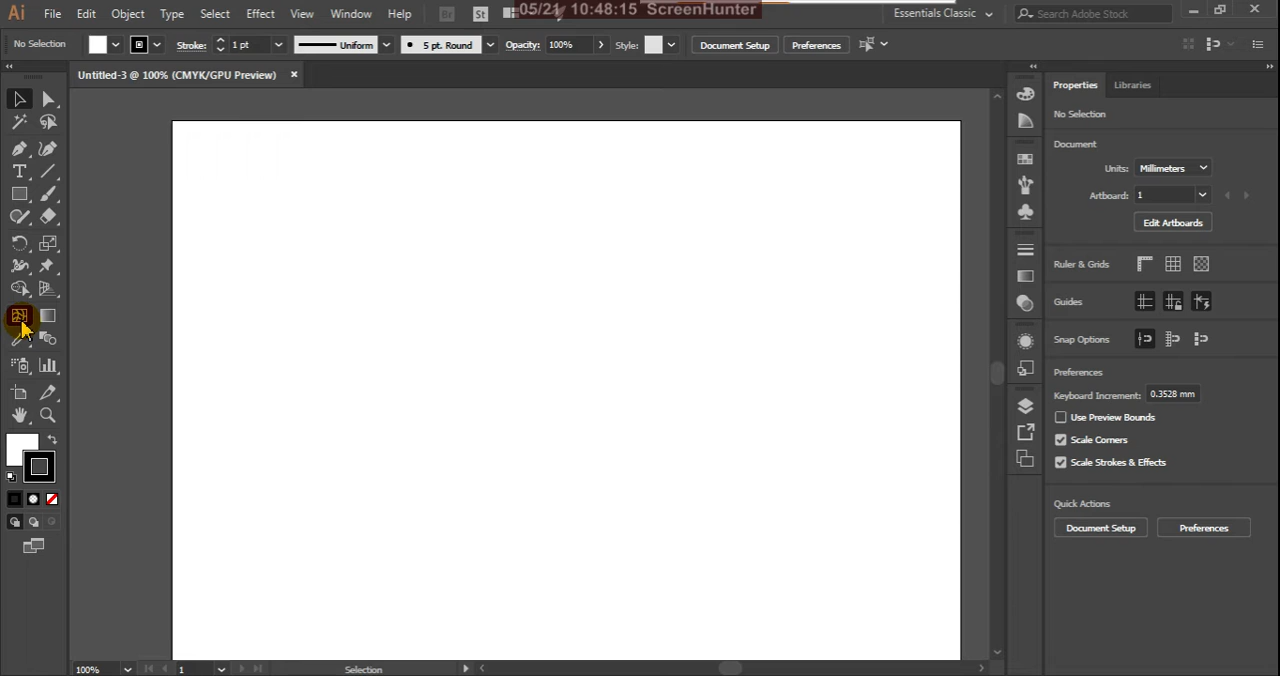 05/21 10:48:15 ScreenHunter
Ai File Edit Object Type Select Effect View Window Help Br St Essentials Classic Search Adobe Stock
No Selection Stroke: 1 pt Uniform 5 pt. Round Opacity: 100% Style: Document Setup Preferences
Untitled-3 @ 100% (CMYK/GPU Preview) ×
Properties Libraries
No Selection
Document
Units: Millimeters
Artboard: 1
Edit Artboards
Ruler & Grids
Guides
Snap Options
Preferences
Keyboard Increment: 0.3528 mm
Use Preview Bounds
Scale Corners
Scale Strokes & Effects
Quick Actions
Document Setup Preferences
100% 1 Selection